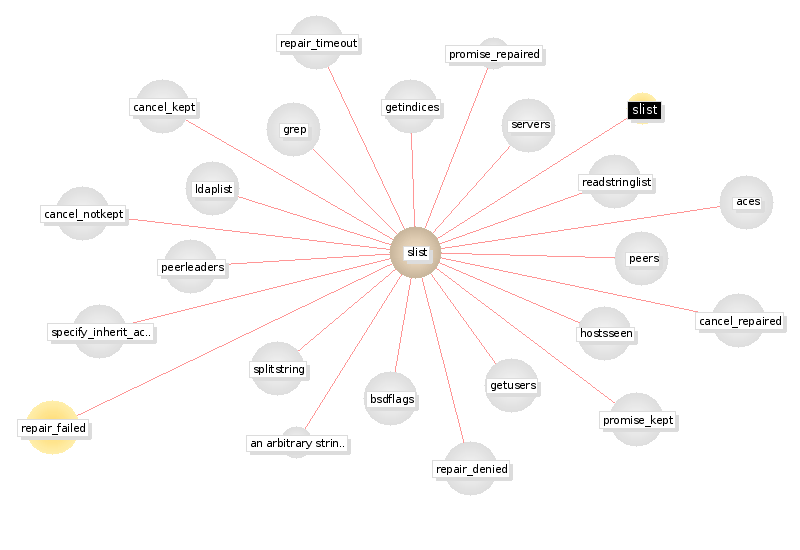 repair_timeout
promise_repaired
cancel_kept
getindices
slist
grep
servers
ldaplist
readstringlist
cancel_notkept
aces
slist
peerleaders
peers
specify_inherit_ac..
hostsseen
cancel_repaired
splitstring
getusers
bsdflags
repair_failed
promise_kept
an arbitrary strin..
repair_denied